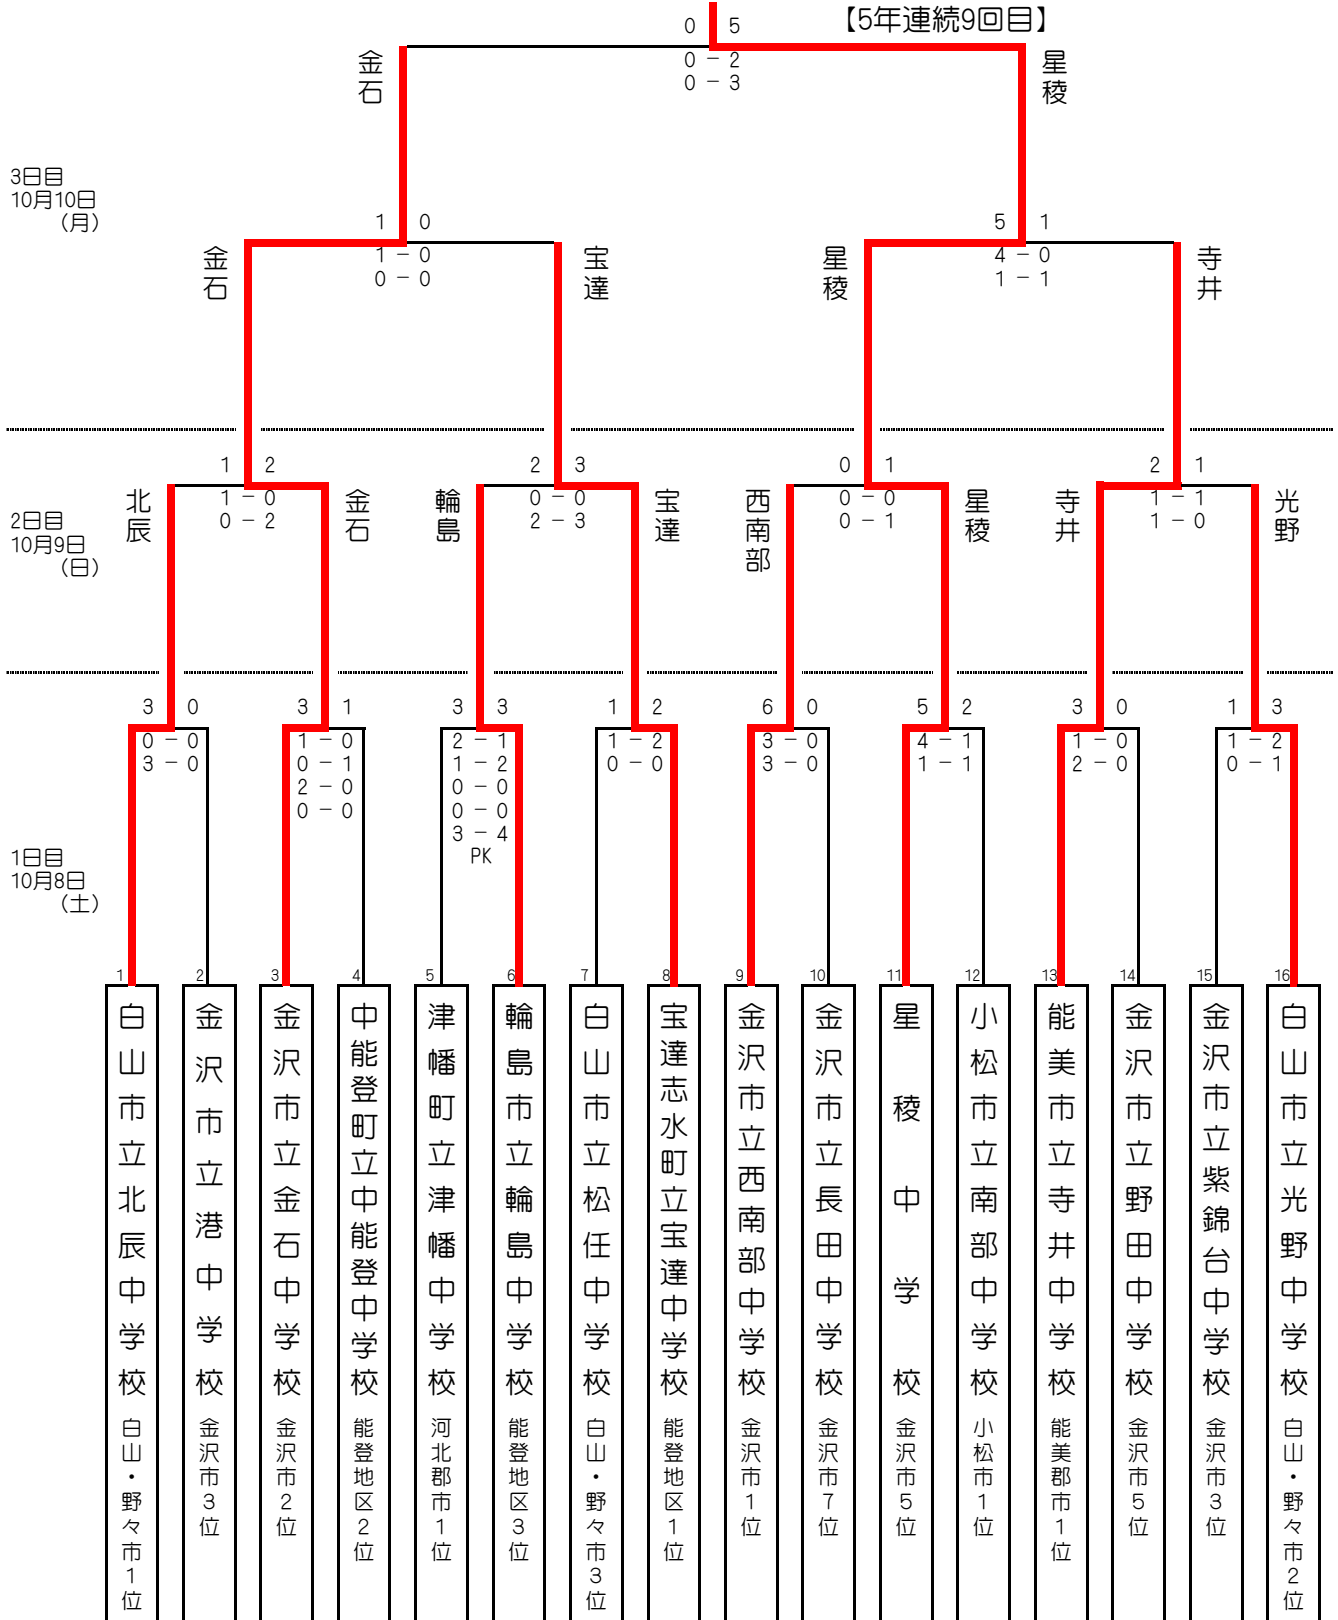 【5年連続9回目】
0 5
0 － 2
0 － 3
金石
星稜
3日目
10月10日
（月）
1 0
1 － 0
0 － 0
5 1
4 － 0
1 － 1
金石
宝達
星稜
寺井
2日目
10月9日
（日）
1 2
1 － 0
0 － 2
2 3
0 － 0
2 － 3
0 1
0 － 0
0 － 1
2 1
1 － 1
1 － 0
北辰
金石
輪島
宝達
西南部
星稜
寺井
光野
1日目
10月8日
（土）
3 0
0 － 0
3 － 0
3 1
1 － 0
0 － 1
2 － 0
0 － 0
3 3
2 － 1
1 － 2
0 － 0
0 － 0
3 － 4
PK
1 2
1 － 2
0 － 0
6 0
3 － 0
3 － 0
5 2
4 － 1
1 － 1
3 0
1 － 0
2 － 0
1 3
1 － 2
0 － 1
1
白山市立北辰中学校
白山・野々市1位
2
金沢市立港中学校
金沢市3位
3
金沢市立金石中学校
金沢市2位
4
中能登町立中能登中学校
能登地区2位
5
津幡町立津幡中学校
河北郡市1位
6
輪島市立輪島中学校
能登地区3位
7
白山市立松任中学校
白山・野々市3位
8
宝達志水町立宝達中学校
能登地区1位
9
金沢市立西南部中学校
金沢市1位
10
金沢市立長田中学校
金沢市7位
11
星稜中学校
金沢市5位
12
小松市立南部中学校
小松市1位
13
能美市立寺井中学校
能美郡市1位
14
金沢市立野田中学校
金沢市5位
15
金沢市立紫錦台中学校
金沢市3位
16
白山市立光野中学校
白山・野々市2位